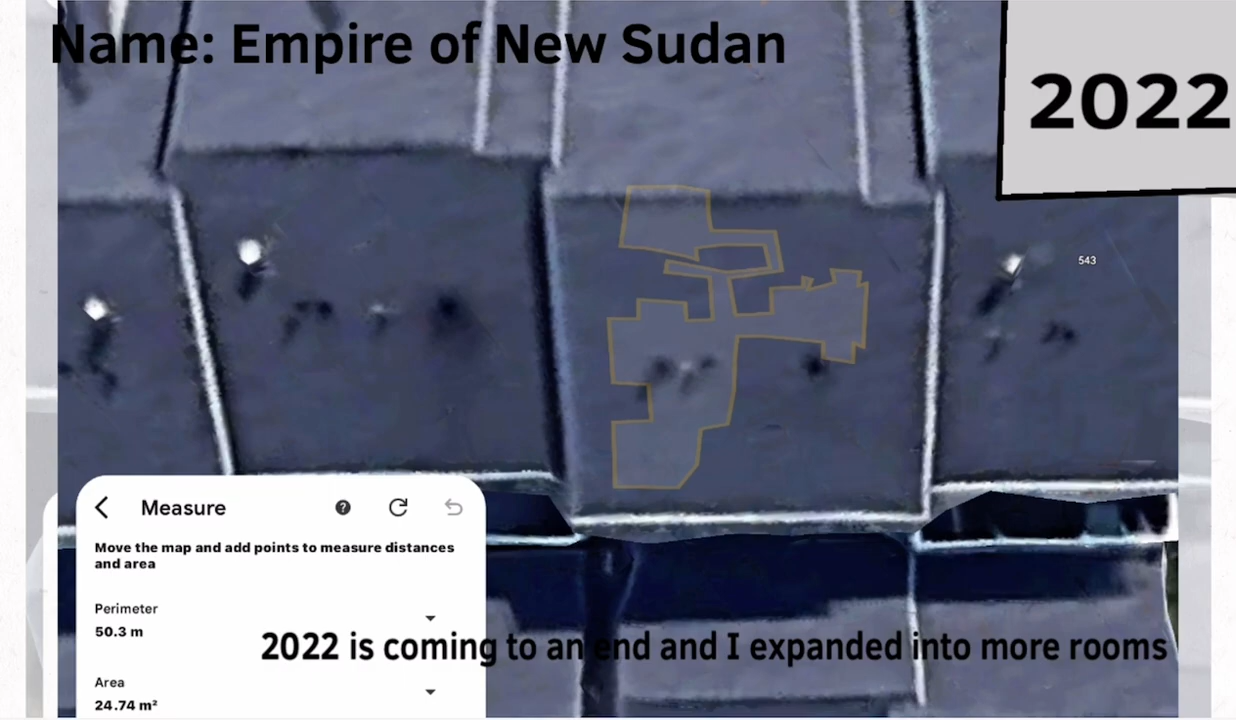 Name: Empire of New Sudan
2022
543
Measure
?
Move the map and add points to measure distances
and area
Perimeter
50.3 m
2022 is coming to an end and I expanded into more rooms
Area
24.74 m²